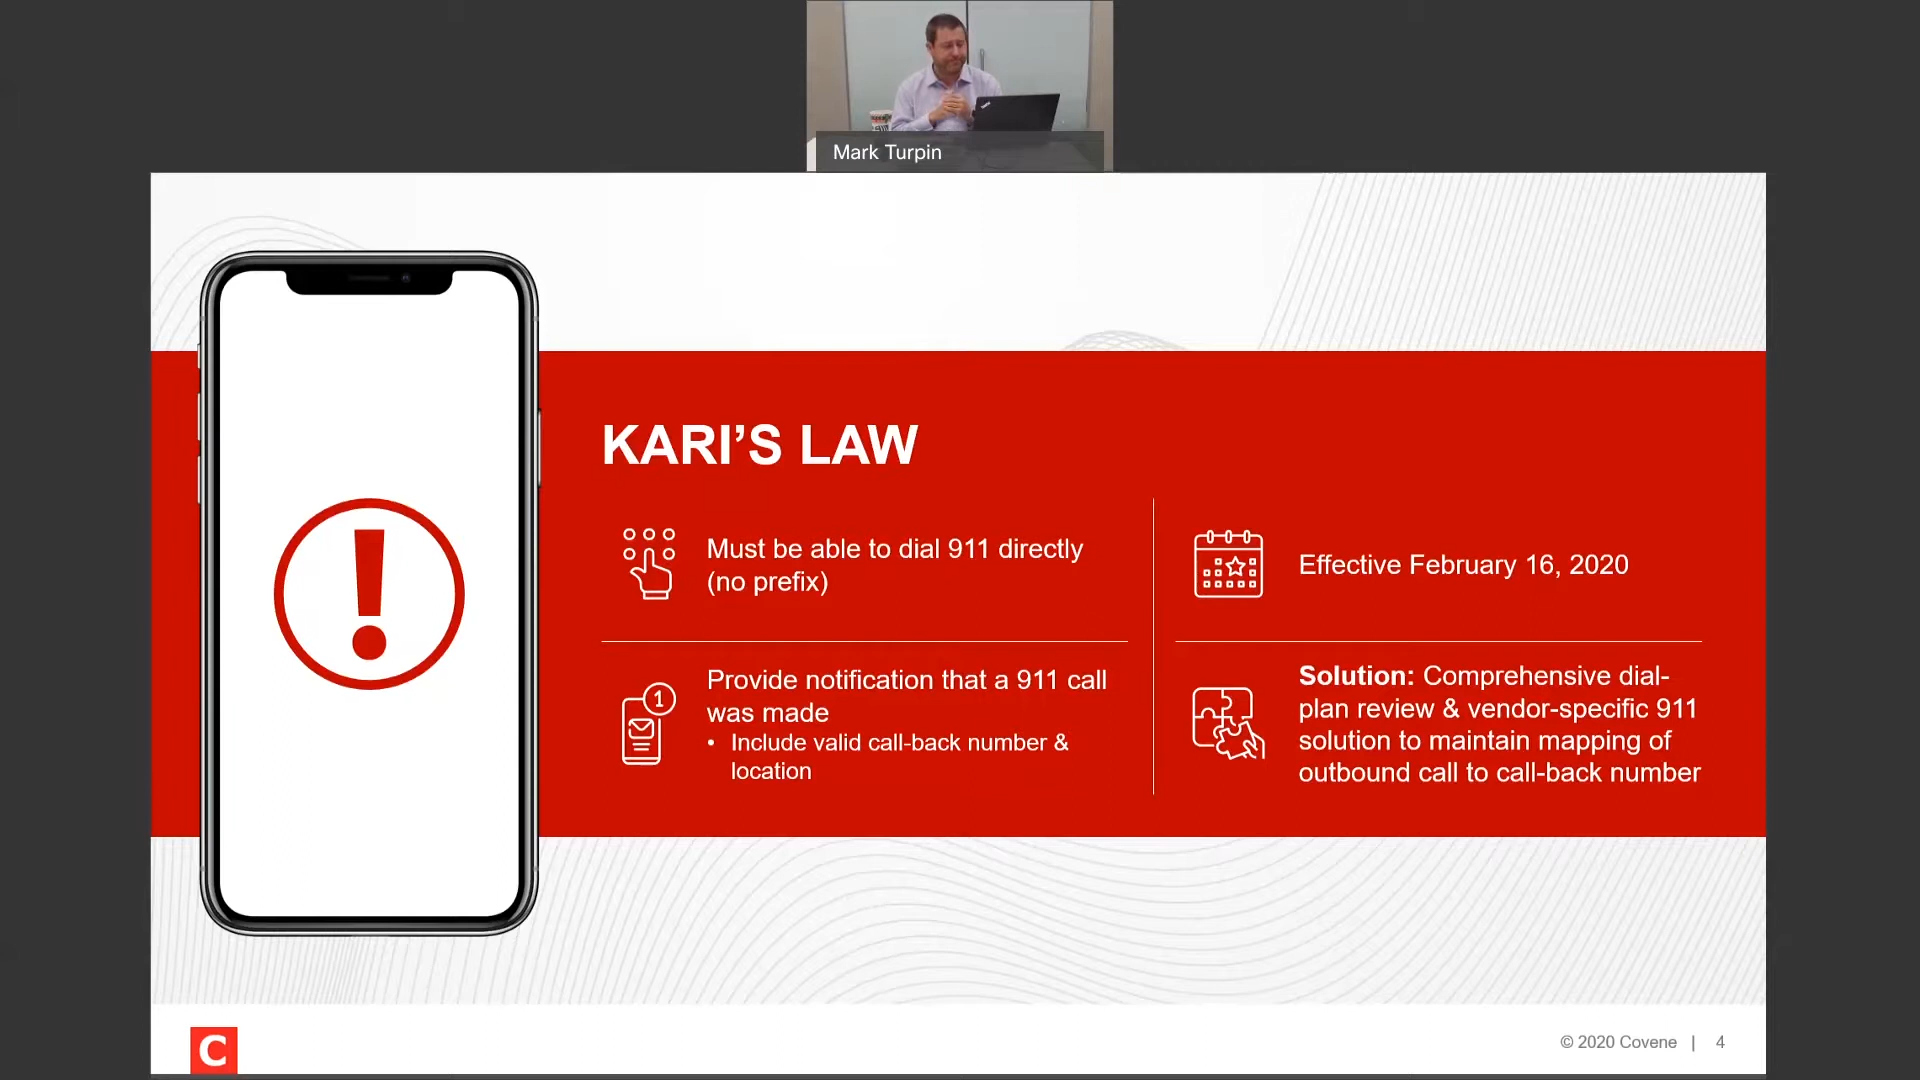 Mark Turpin
KARI’S LAW
Must be able to dial 911 directly
(no prefix)
Effective February 16, 2020
1
Provide notification that a 911 call
was made
• Include valid call-back number &
location
Solution: Comprehensive dial-
plan review & vendor-specific 911
solution to maintain mapping of
outbound call to call-back number
C
© 2020 Covene | 4